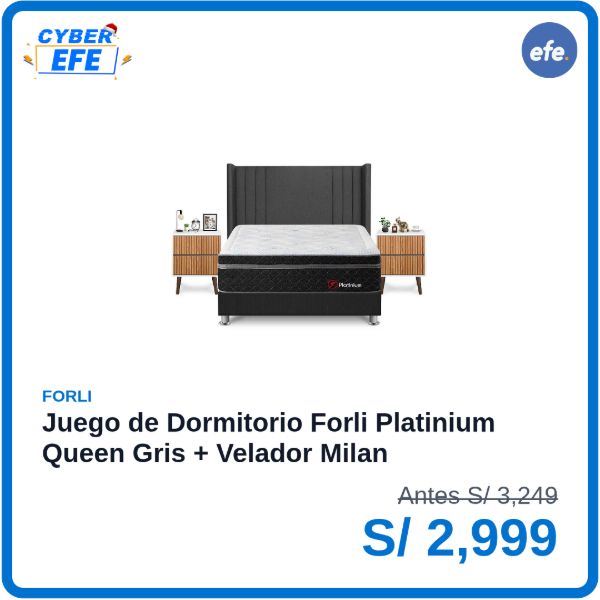 CYBER
EFE
efe.
Platinium
FORLI
Juego de Dormitorio Forli Platinium
Queen Gris + Velador Milan
Antes S/ 3,249
S/ 2,999